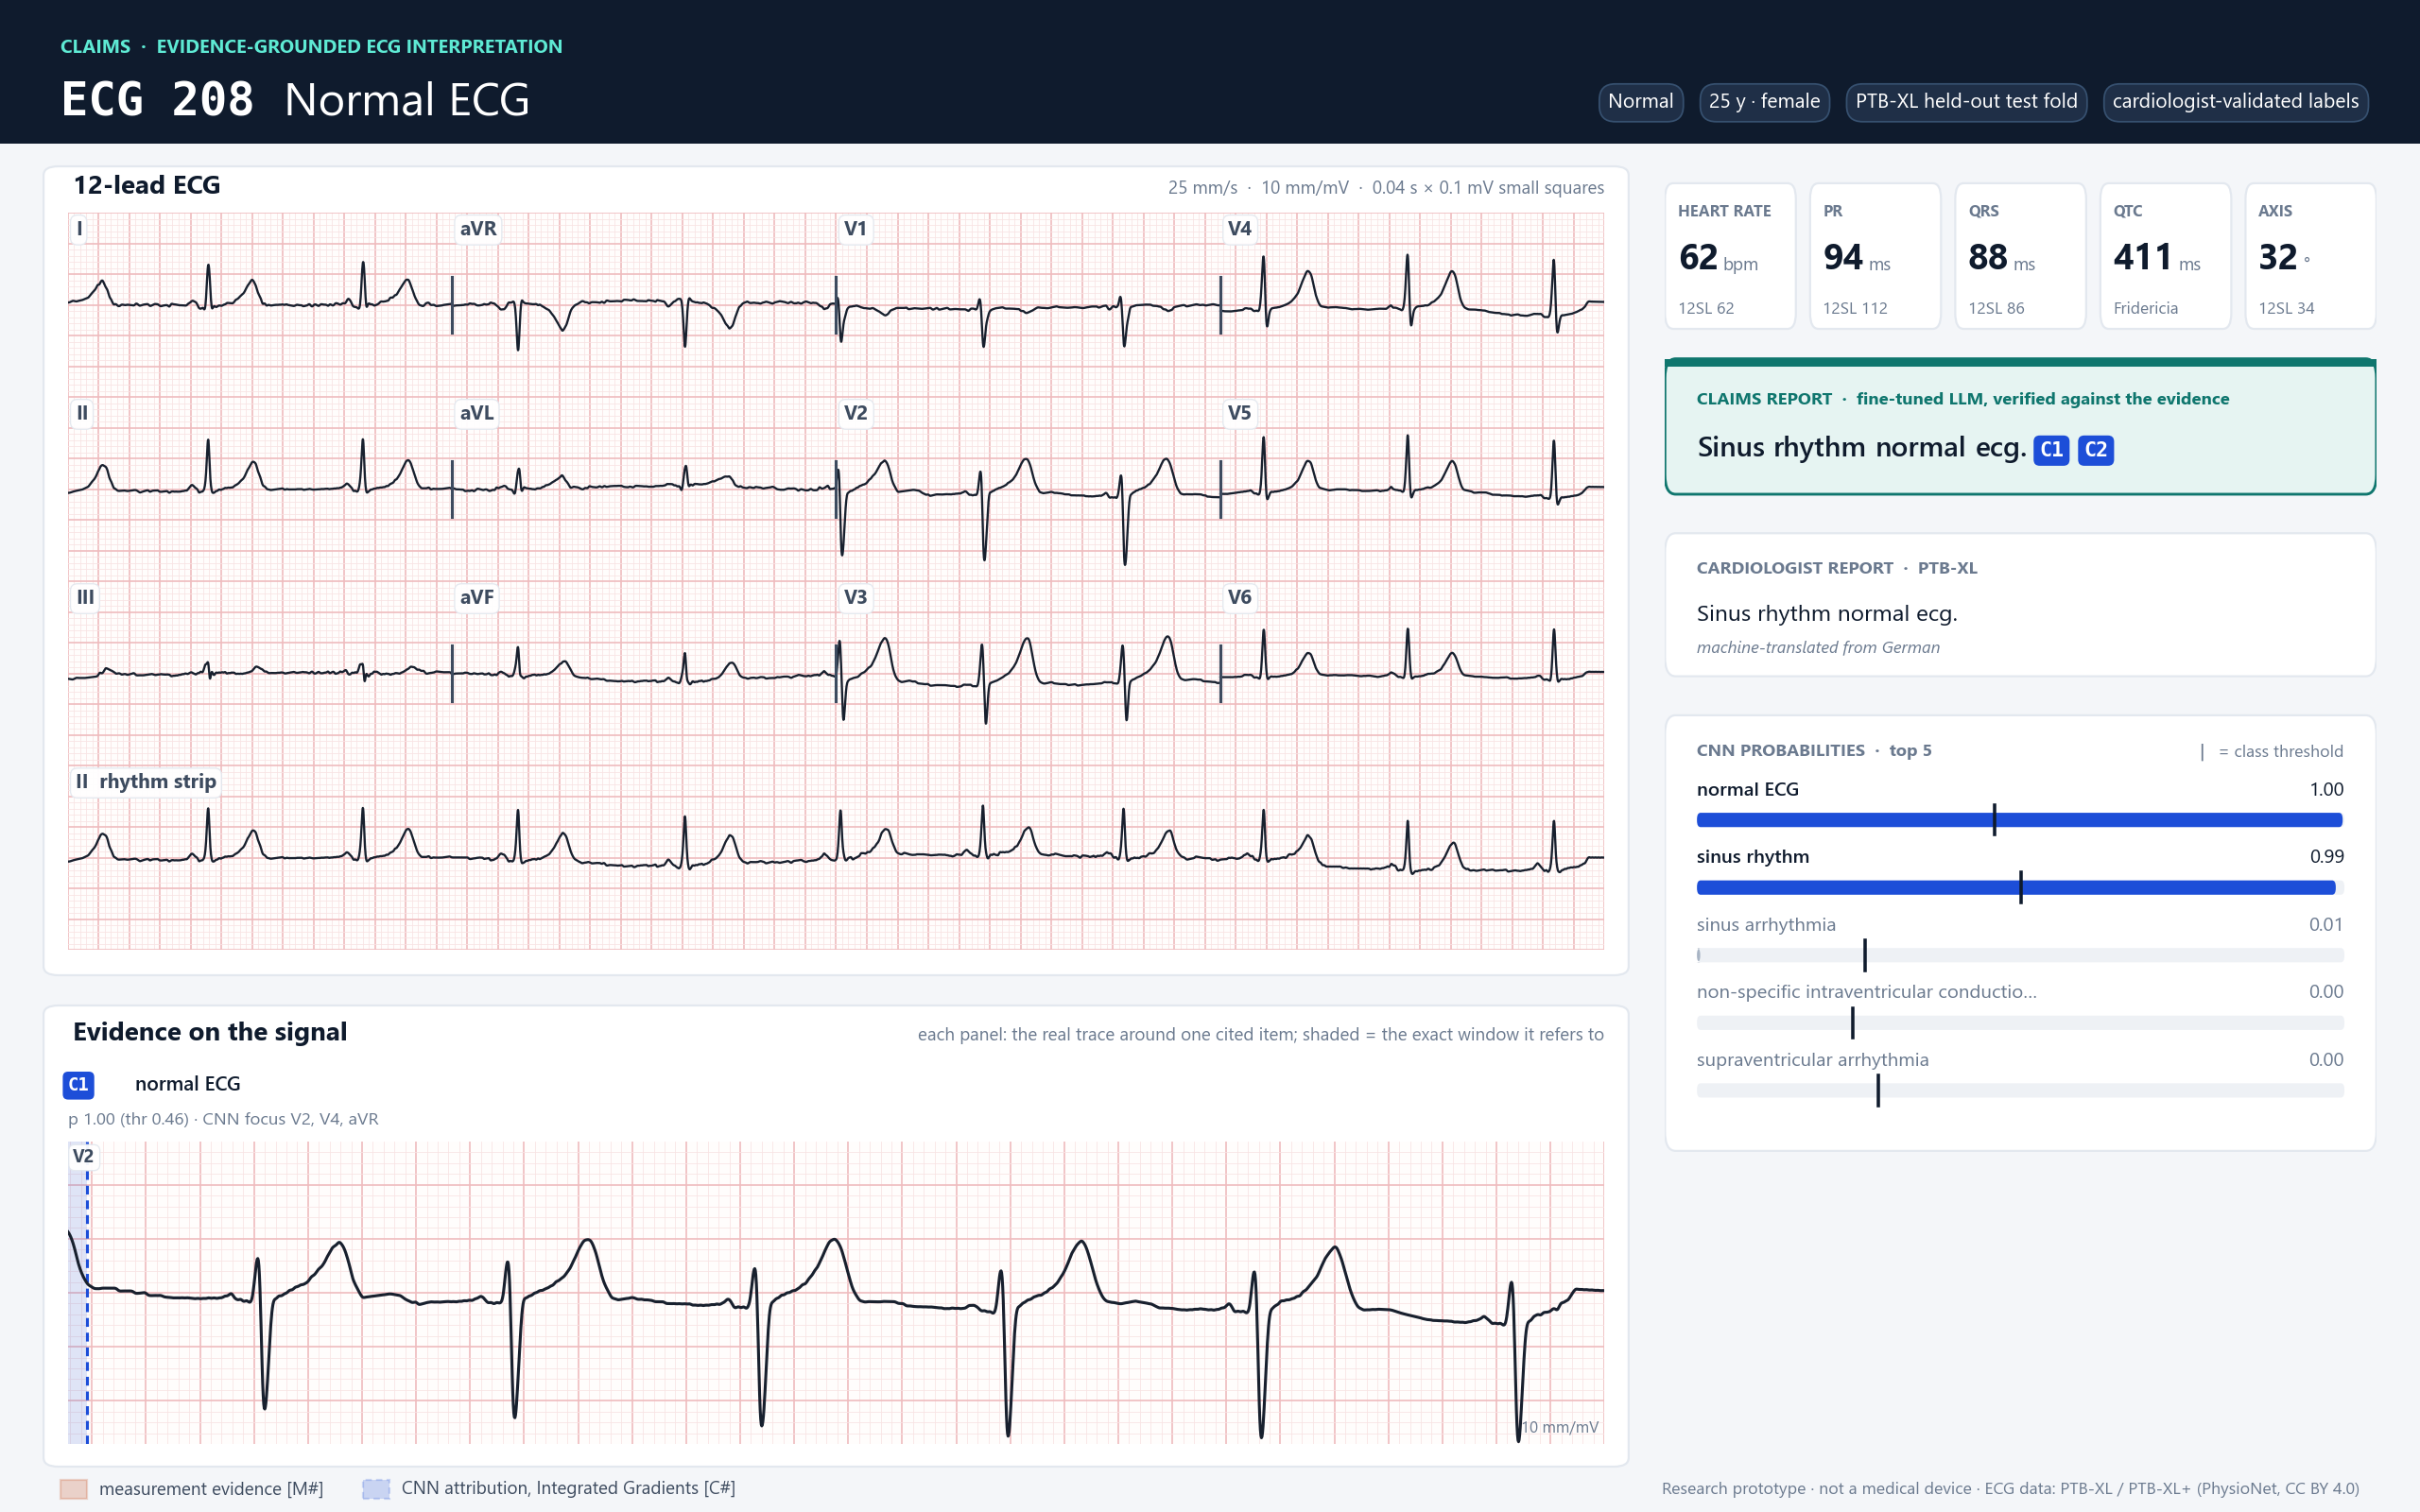 CLAIMS · EVIDENCE-GROUNDED ECG INTERPRETATION
ECG 208 Normal ECG
Normal
25 y · female
PTB-XL held-out test fold
cardiologist-validated labels
12-lead ECG
25 mm/s · 10 mm/mV · 0.04 s × 0.1 mV small squares
I aVR V1 V4
II aVL V2 V5
III aVF V3 V6
II rhythm strip
HEART RATE
62 bpm
12SL 62
PR
94 ms
12SL 112
QRS
88 ms
12SL 86
QTC
411 ms
Fridericia
AXIS
32 °
12SL 34
CLAIMS REPORT · fine-tuned LLM, verified against the evidence
Sinus rhythm normal ecg. C1 C2
CARDIOLOGIST REPORT · PTB-XL
Sinus rhythm normal ecg.
machine-translated from German
CNN PROBABILITIES · top 5
| = class threshold
normal ECG 1.00
sinus rhythm 0.99
sinus arrhythmia 0.01
non-specific intraventricular conductio... 0.00
supraventricular arrhythmia 0.00
Evidence on the signal
each panel: the real trace around one cited item; shaded = the exact window it refers to
C1 normal ECG
p 1.00 (thr 0.46) · CNN focus V2, V4, aVR
V2
10 mm/mV
measurement evidence [M#]
CNN attribution, Integrated Gradients [C#]
Research prototype · not a medical device · ECG data: PTB-XL / PTB-XL+ (PhysioNet, CC BY 4.0)